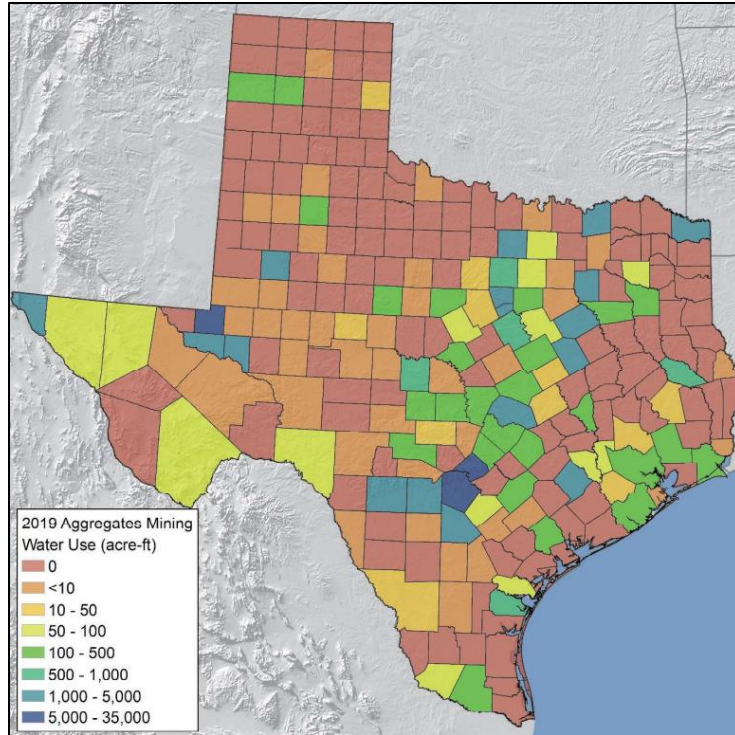 2019 Aggregates Mining
Water Use (acre-ft)
0
<10
10 - 50
50 - 100
100 - 500
500 - 1,000
1,000 - 5,000
5,000 - 35,000